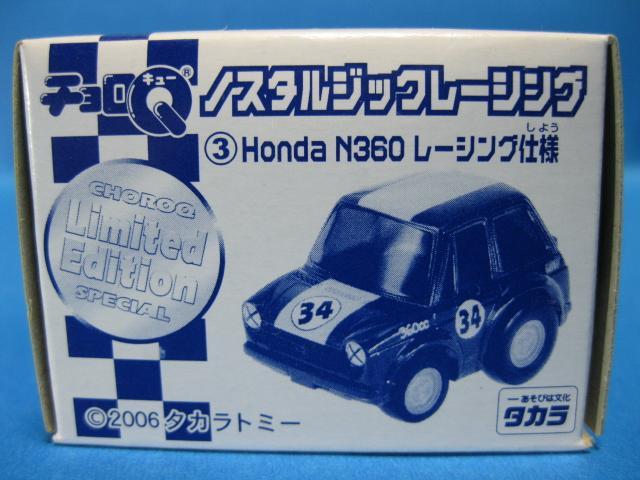 チョロQ キュー ® ノスタルジックレーシング
しよう
③Honda N360 レーシング仕様
CHOROQ
Limited
Edition
SPECIAL
34
360cc
34
©2006 タカラトミー
ーあそびは文化
タカラ